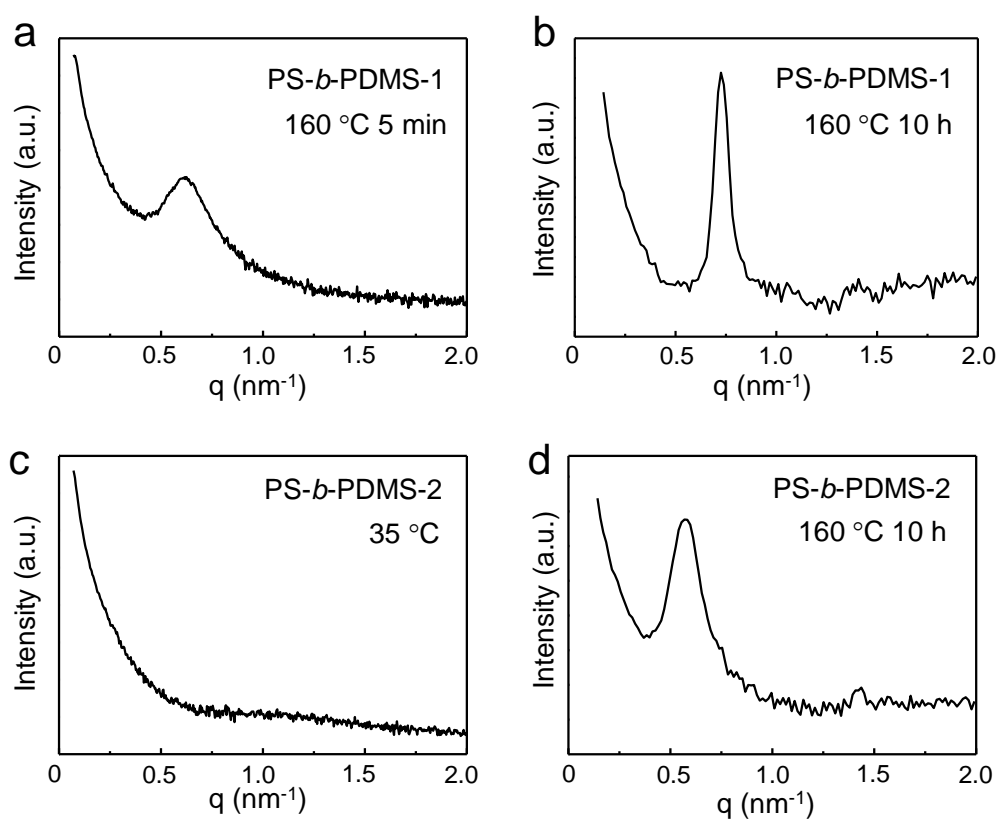 a
PS-b-PDMS-1
160 °C 5 min
Intensity (a.u.)
0 0.5 1.0 1.5 2.0
q (nm-1)
b
PS-b-PDMS-1
160 °C 10 h
Intensity (a.u.)
0 0.5 1.0 1.5 2.0
q (nm-1)
c
PS-b-PDMS-2
35 °C
Intensity (a.u.)
0 0.5 1.0 1.5 2.0
q (nm-1)
d
PS-b-PDMS-2
160 °C 10 h
Intensity (a.u.)
0 0.5 1.0 1.5 2.0
q (nm-1)